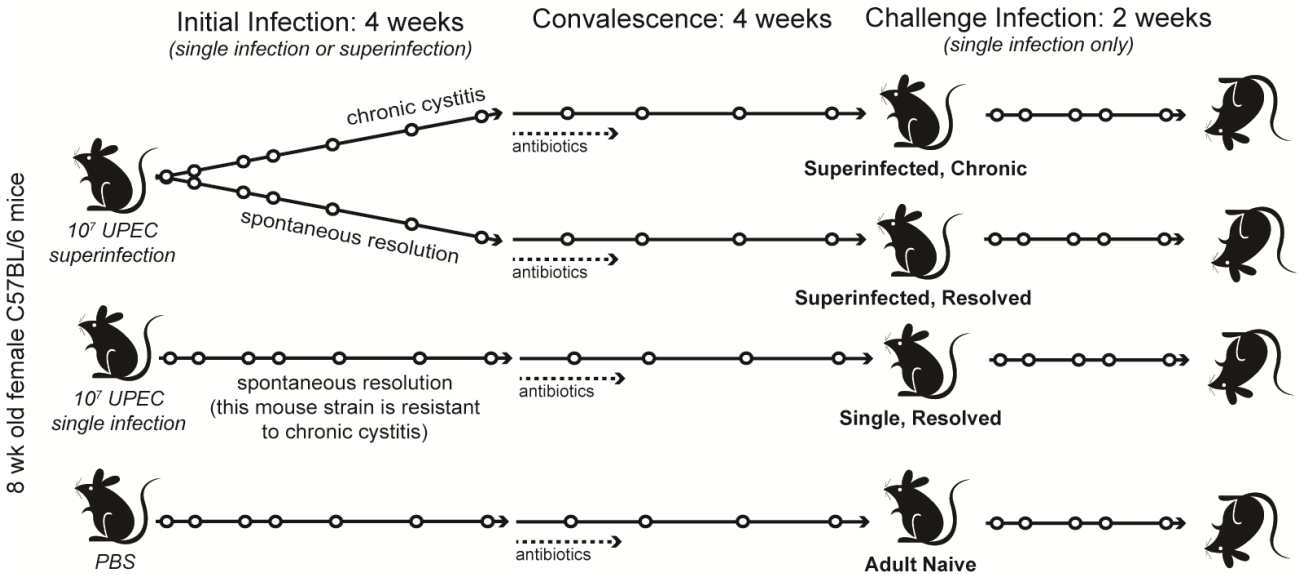 Initial Infection: 4 weeks
(single infection or superinfection)
Convalescence: 4 weeks
Challenge Infection: 2 weeks
(single infection only)
8 wk old female C57BL/6 mice
10⁷ UPEC
superinfection
chronic cystitis
spontaneous resolution
antibiotics
Superinfected, Chronic
antibiotics
Superinfected, Resolved
10⁷ UPEC
single infection
spontaneous resolution
(this mouse strain is resistant
to chronic cystitis)
antibiotics
Single, Resolved
PBS
antibiotics
Adult Naive